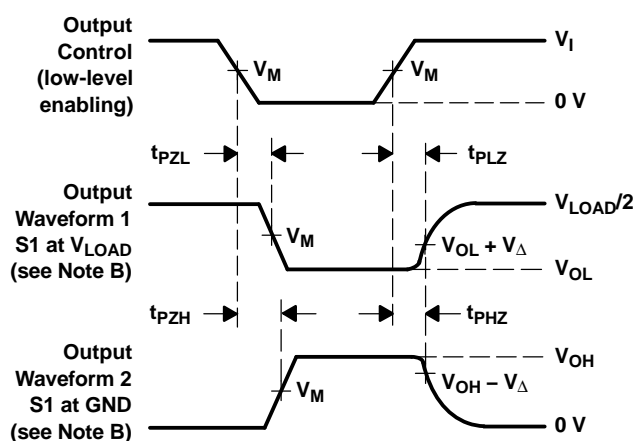 Output
Control
(low-level
enabling)
V_I
V_M
V_M
0 V
t_PZL
t_PLZ
Output
Waveform 1
S1 at V_LOAD
(see Note B)
V_LOAD/2
V_M
V_OL + V_Δ
V_OL
t_PZH
t_PHZ
Output
Waveform 2
S1 at GND
(see Note B)
V_OH
V_M
V_OH − V_Δ
0 V